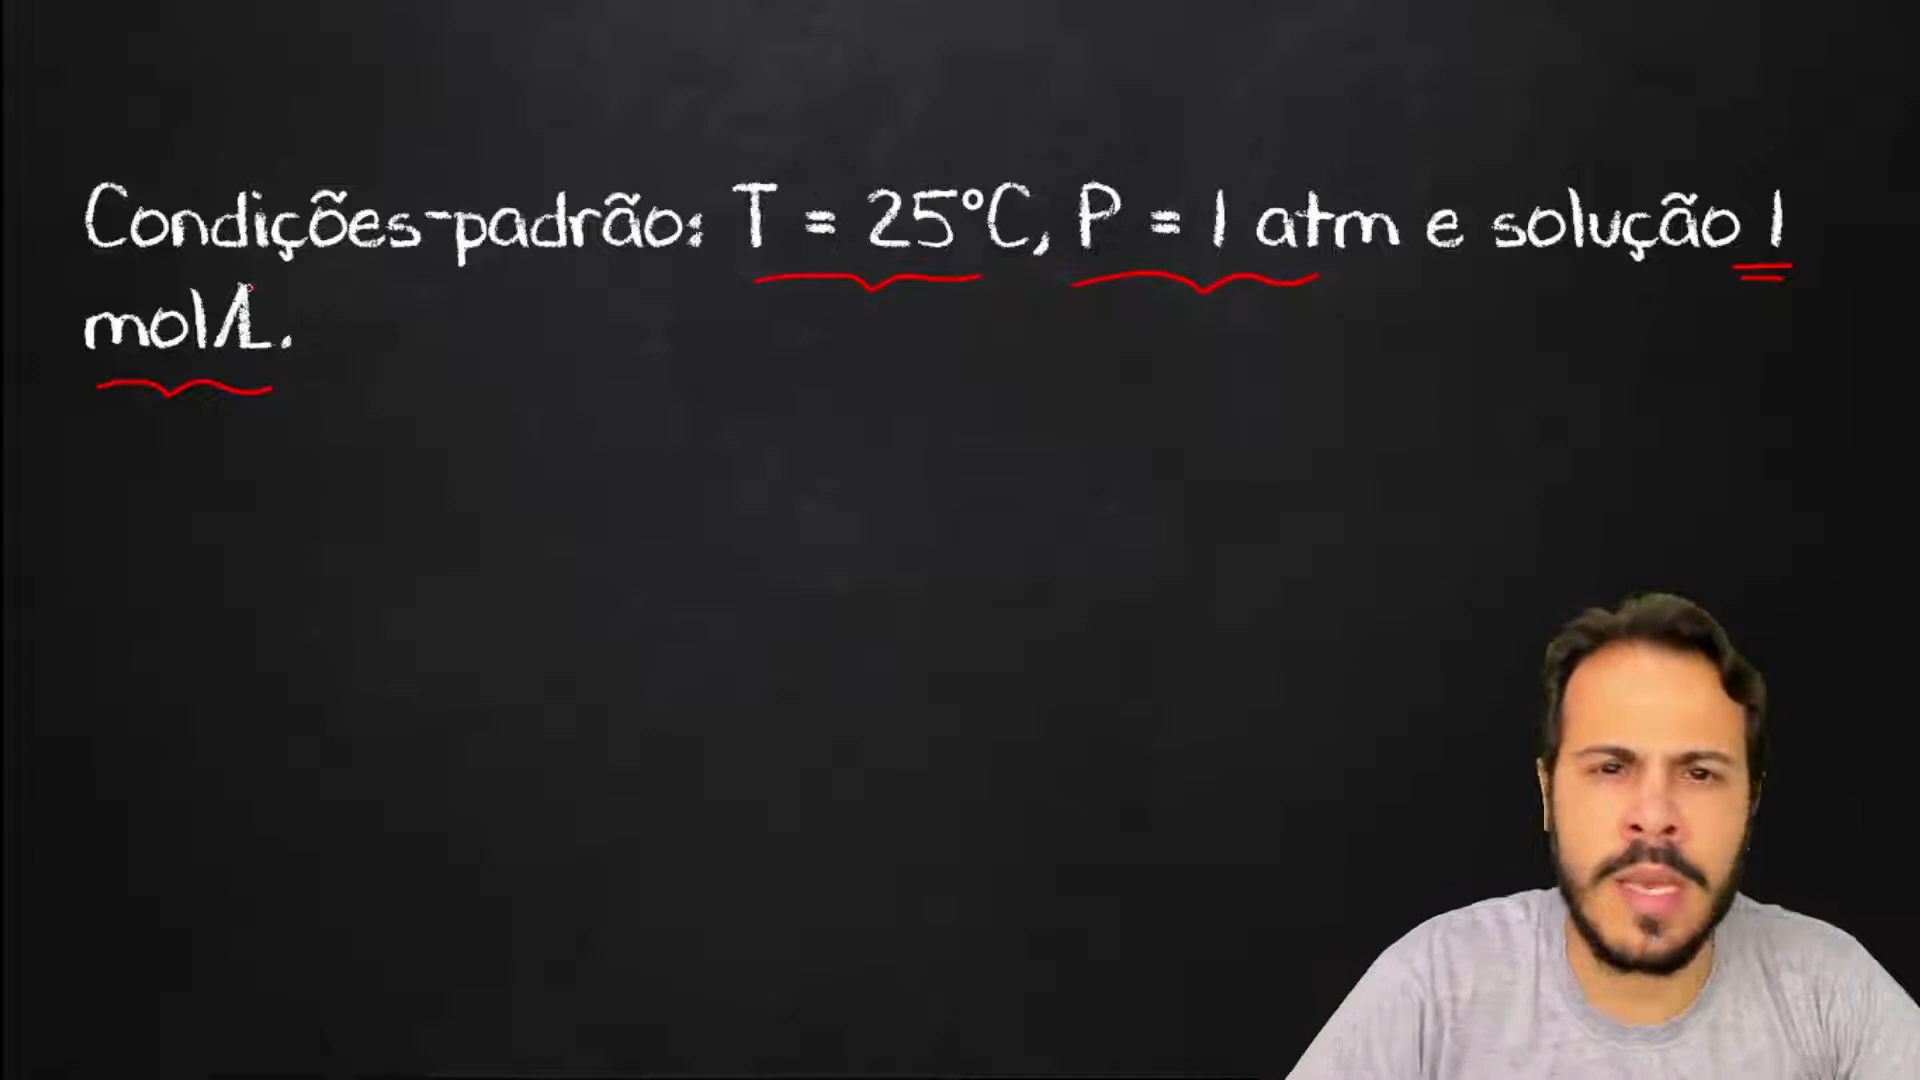 Condições-padrão: T = 25°C, P = 1 atm e solução 1
mol/L.